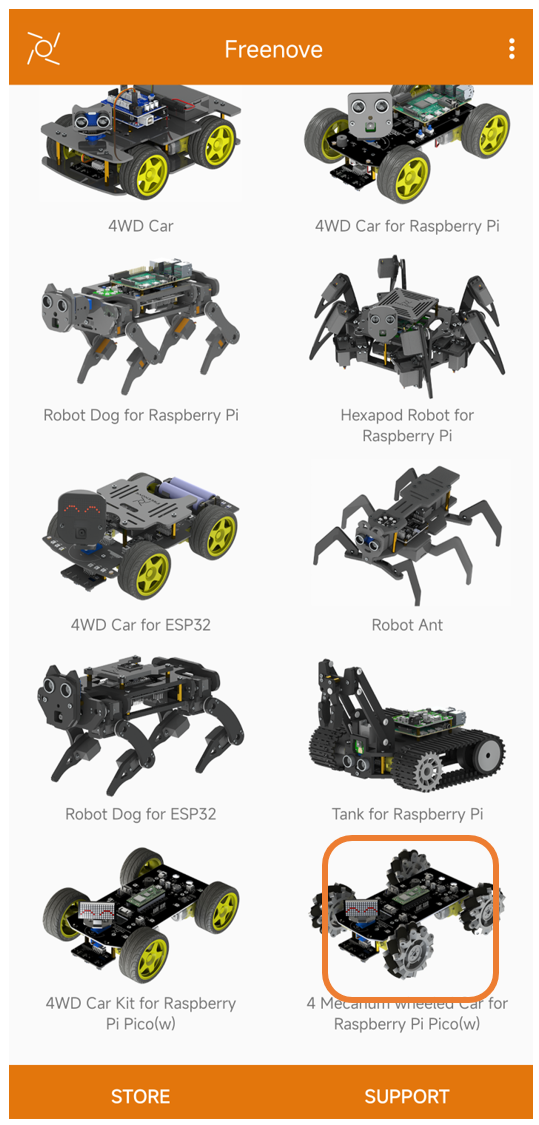 Freenove
4WD Car
4WD Car for Raspberry Pi
Robot Dog for Raspberry Pi
Hexapod Robot for
Raspberry Pi
4WD Car for ESP32
Robot Ant
Robot Dog for ESP32
Tank for Raspberry Pi
4WD Car Kit for Raspberry
Pi Pico(w)
4 Mecanum wheeled Car for
Raspberry Pi Pico(w)
STORE
SUPPORT